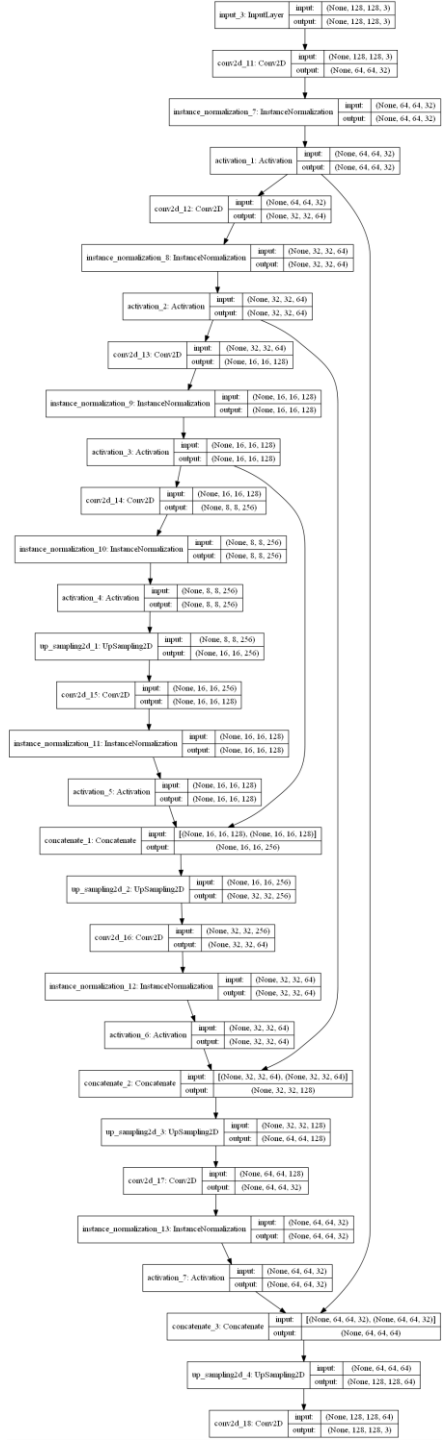 input_3: InputLayer input: (None, 128, 128, 3)
output: (None, 128, 128, 3)
conv2d_11: Conv2D input: (None, 128, 128, 3)
output: (None, 64, 64, 32)
instance_normalization_7: InstanceNormalization input: (None, 64, 64, 32)
output: (None, 64, 64, 32)
activation_1: Activation input: (None, 64, 64, 32)
output: (None, 64, 64, 32)
conv2d_12: Conv2D input: (None, 64, 64, 32)
output: (None, 32, 32, 64)
instance_normalization_8: InstanceNormalization input: (None, 32, 32, 64)
output: (None, 32, 32, 64)
activation_2: Activation input: (None, 32, 32, 64)
output: (None, 32, 32, 64)
conv2d_13: Conv2D input: (None, 32, 32, 64)
output: (None, 16, 16, 128)
instance_normalization_9: InstanceNormalization input: (None, 16, 16, 128)
output: (None, 16, 16, 128)
activation_3: Activation input: (None, 16, 16, 128)
output: (None, 16, 16, 128)
conv2d_14: Conv2D input: (None, 16, 16, 128)
output: (None, 8, 8, 256)
instance_normalization_10: InstanceNormalization input: (None, 8, 8, 256)
output: (None, 8, 8, 256)
activation_4: Activation input: (None, 8, 8, 256)
output: (None, 8, 8, 256)
up_sampling2d_1: UpSampling2D input: (None, 8, 8, 256)
output: (None, 16, 16, 256)
conv2d_15: Conv2D input: (None, 16, 16, 256)
output: (None, 16, 16, 128)
instance_normalization_11: InstanceNormalization input: (None, 16, 16, 128)
output: (None, 16, 16, 128)
activation_5: Activation input: (None, 16, 16, 128)
output: (None, 16, 16, 128)
concatenate_1: Concatenate input: [(None, 16, 16, 128), (None, 16, 16, 128)]
output: (None, 16, 16, 256)
up_sampling2d_2: UpSampling2D input: (None, 16, 16, 256)
output: (None, 32, 32, 256)
conv2d_16: Conv2D input: (None, 32, 32, 256)
output: (None, 32, 32, 64)
instance_normalization_12: InstanceNormalization input: (None, 32, 32, 64)
output: (None, 32, 32, 64)
activation_6: Activation input: (None, 32, 32, 64)
output: (None, 32, 32, 64)
concatenate_2: Concatenate input: [(None, 32, 32, 64), (None, 32, 32, 64)]
output: (None, 32, 32, 128)
up_sampling2d_3: UpSampling2D input: (None, 32, 32, 128)
output: (None, 64, 64, 128)
conv2d_17: Conv2D input: (None, 64, 64, 128)
output: (None, 64, 64, 32)
instance_normalization_13: InstanceNormalization input: (None, 64, 64, 32)
output: (None, 64, 64, 32)
activation_7: Activation input: (None, 64, 64, 32)
output: (None, 64, 64, 32)
concatenate_3: Concatenate input: [(None, 64, 64, 32), (None, 64, 64, 32)]
output: (None, 64, 64, 64)
up_sampling2d_4: UpSampling2D input: (None, 64, 64, 64)
output: (None, 128, 128, 64)
conv2d_18: Conv2D input: (None, 128, 128, 64)
output: (None, 128, 128, 3)